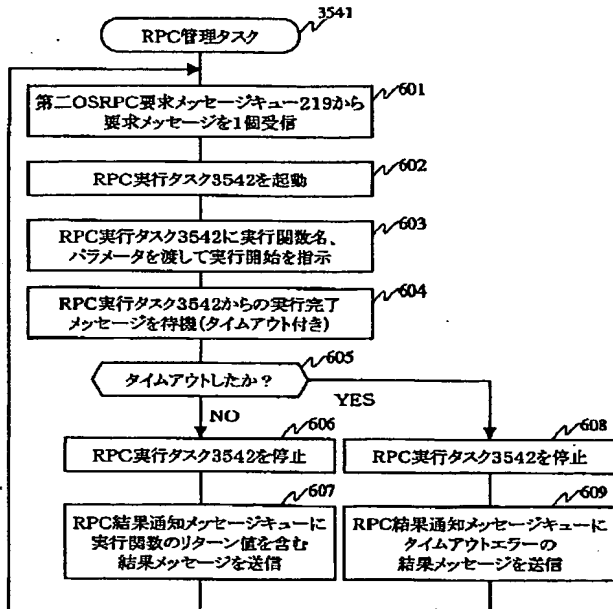 3541
RPC管理タスク
601
第二OSRPC要求メッセージキュー219から
要求メッセージを1個受信
602
RPC実行タスク3542を起動
603
RPC実行タスク3542に実行関数名、
パラメータを渡して実行開始を指示
604
RPC実行タスク3542からの実行完了
メッセージを待機(タイムアウト付き)
605
タイムアウトしたか?
NO
YES
606
RPC実行タスク3542を停止
608
RPC実行タスク3542を停止
607
RPC結果通知メッセージキューに
実行関数のリターン値を含む
結果メッセージを送信
609
RPC結果通知メッセージキューに
タイムアウトエラーの
結果メッセージを送信